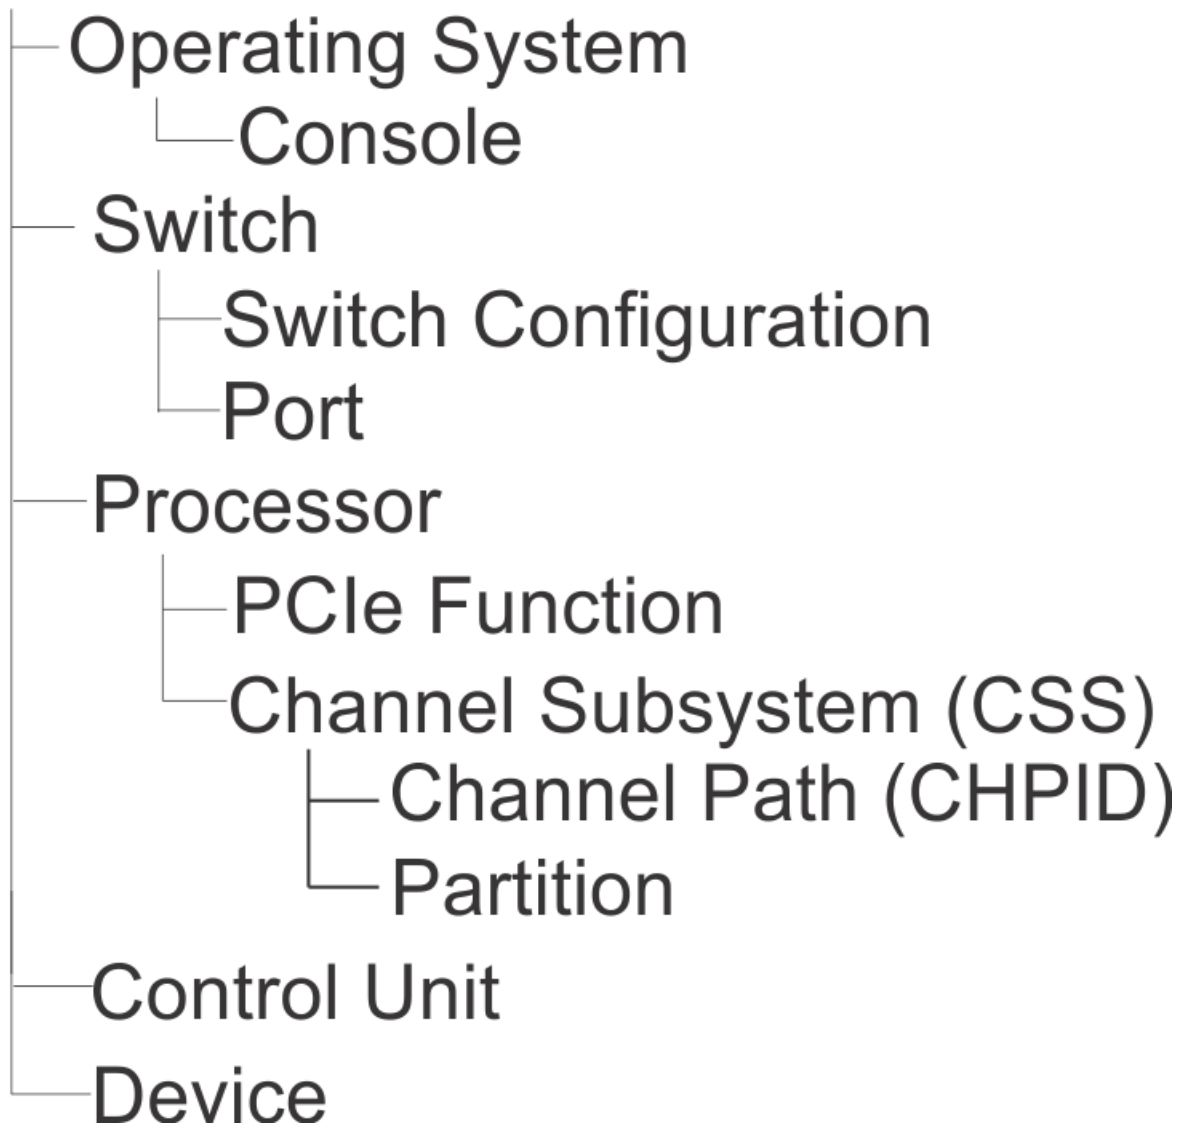 Operating System
Console
Switch
Switch Configuration
Port
Processor
PCIe Function
Channel Subsystem (CSS)
Channel Path (CHPID)
Partition
Control Unit
Device